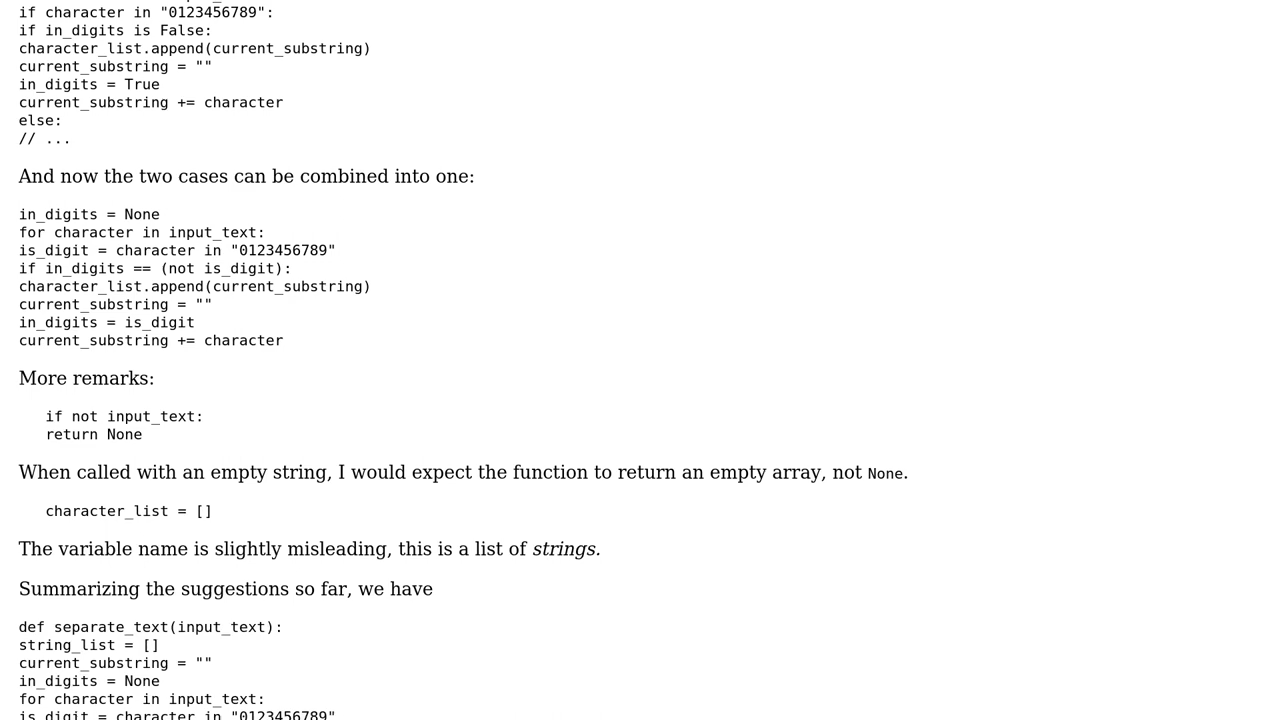 if character in "0123456789":
if in_digits is False:
character_list.append(current_substring)
current_substring = ""
in_digits = True
current_substring += character
else:
// ...
And now the two cases can be combined into one:
in_digits = None
for character in input_text:
is_digit = character in "0123456789"
if in_digits == (not is_digit):
character_list.append(current_substring)
current_substring = ""
in_digits = is_digit
current_substring += character
More remarks:
if not input_text:
return None
When called with an empty string, I would expect the function to return an empty array, not None.
character_list = []
The variable name is slightly misleading, this is a list of strings.
Summarizing the suggestions so far, we have
def separate_text(input_text):
string_list = []
current_substring = ""
in_digits = None
for character in input_text:
is_digit = character in "0123456789"